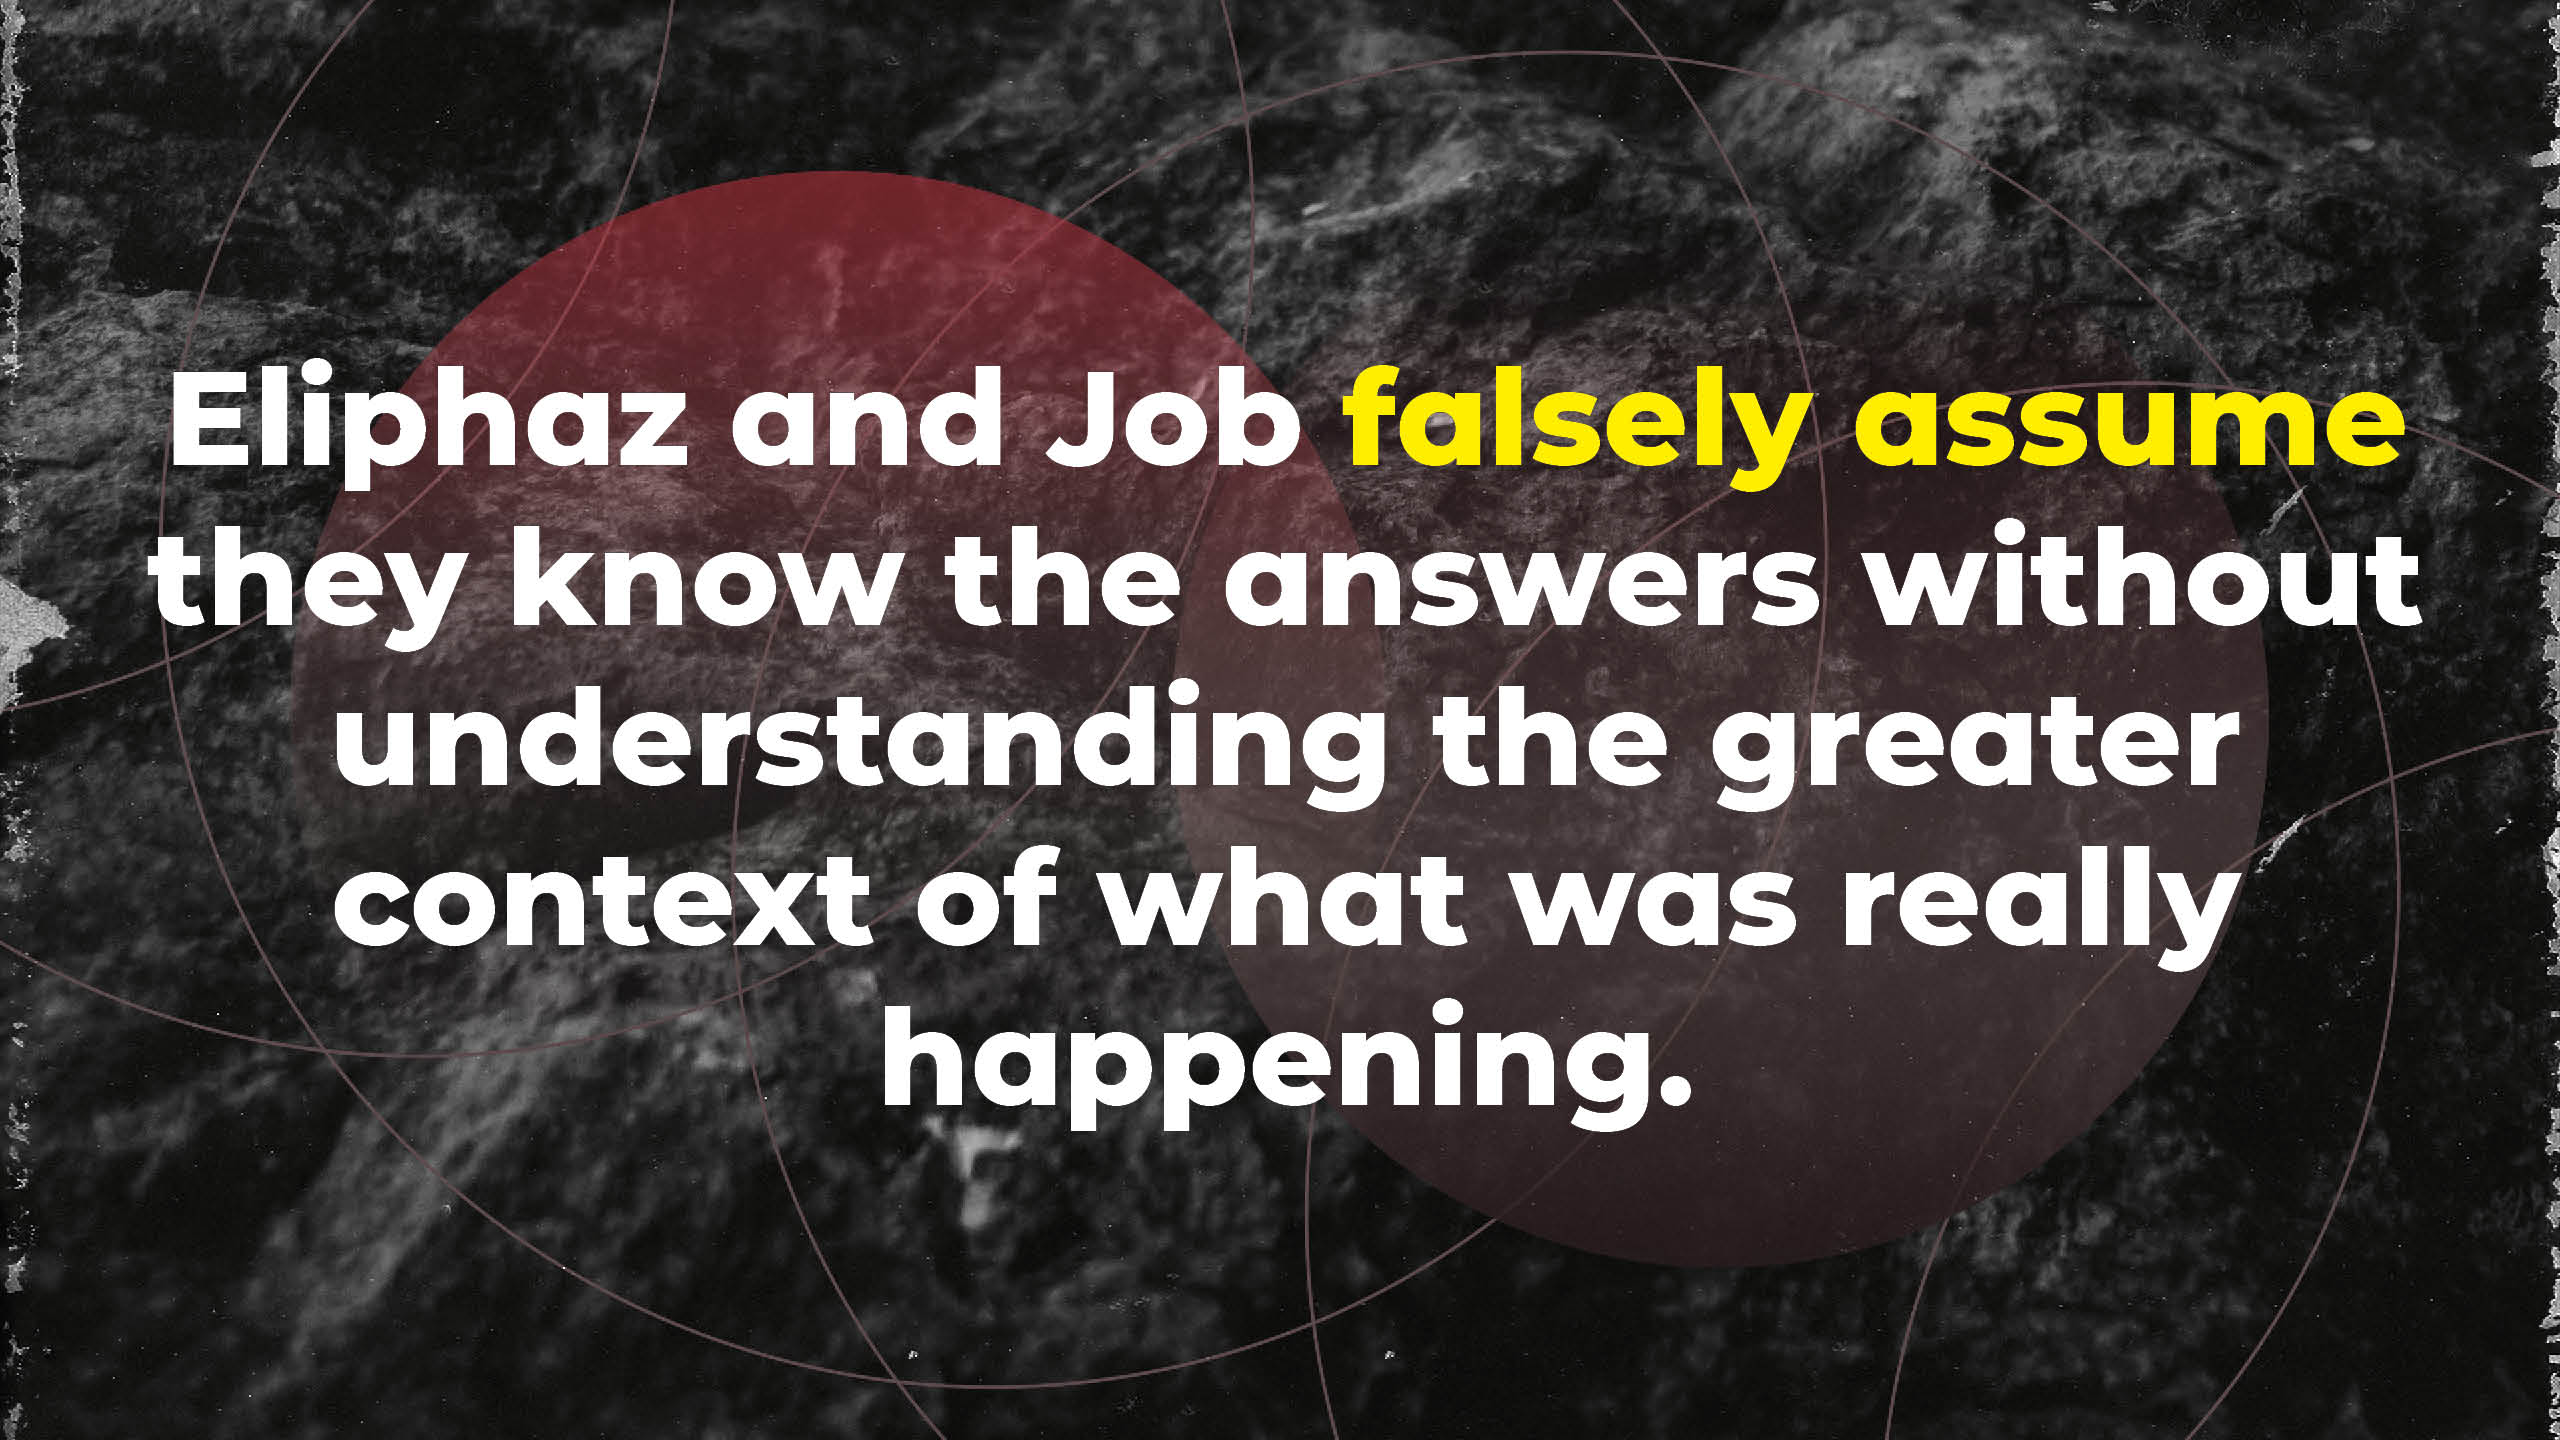 Eliphaz and Job falsely assume
they know the answers without
understanding the greater
context of what was really
happening.